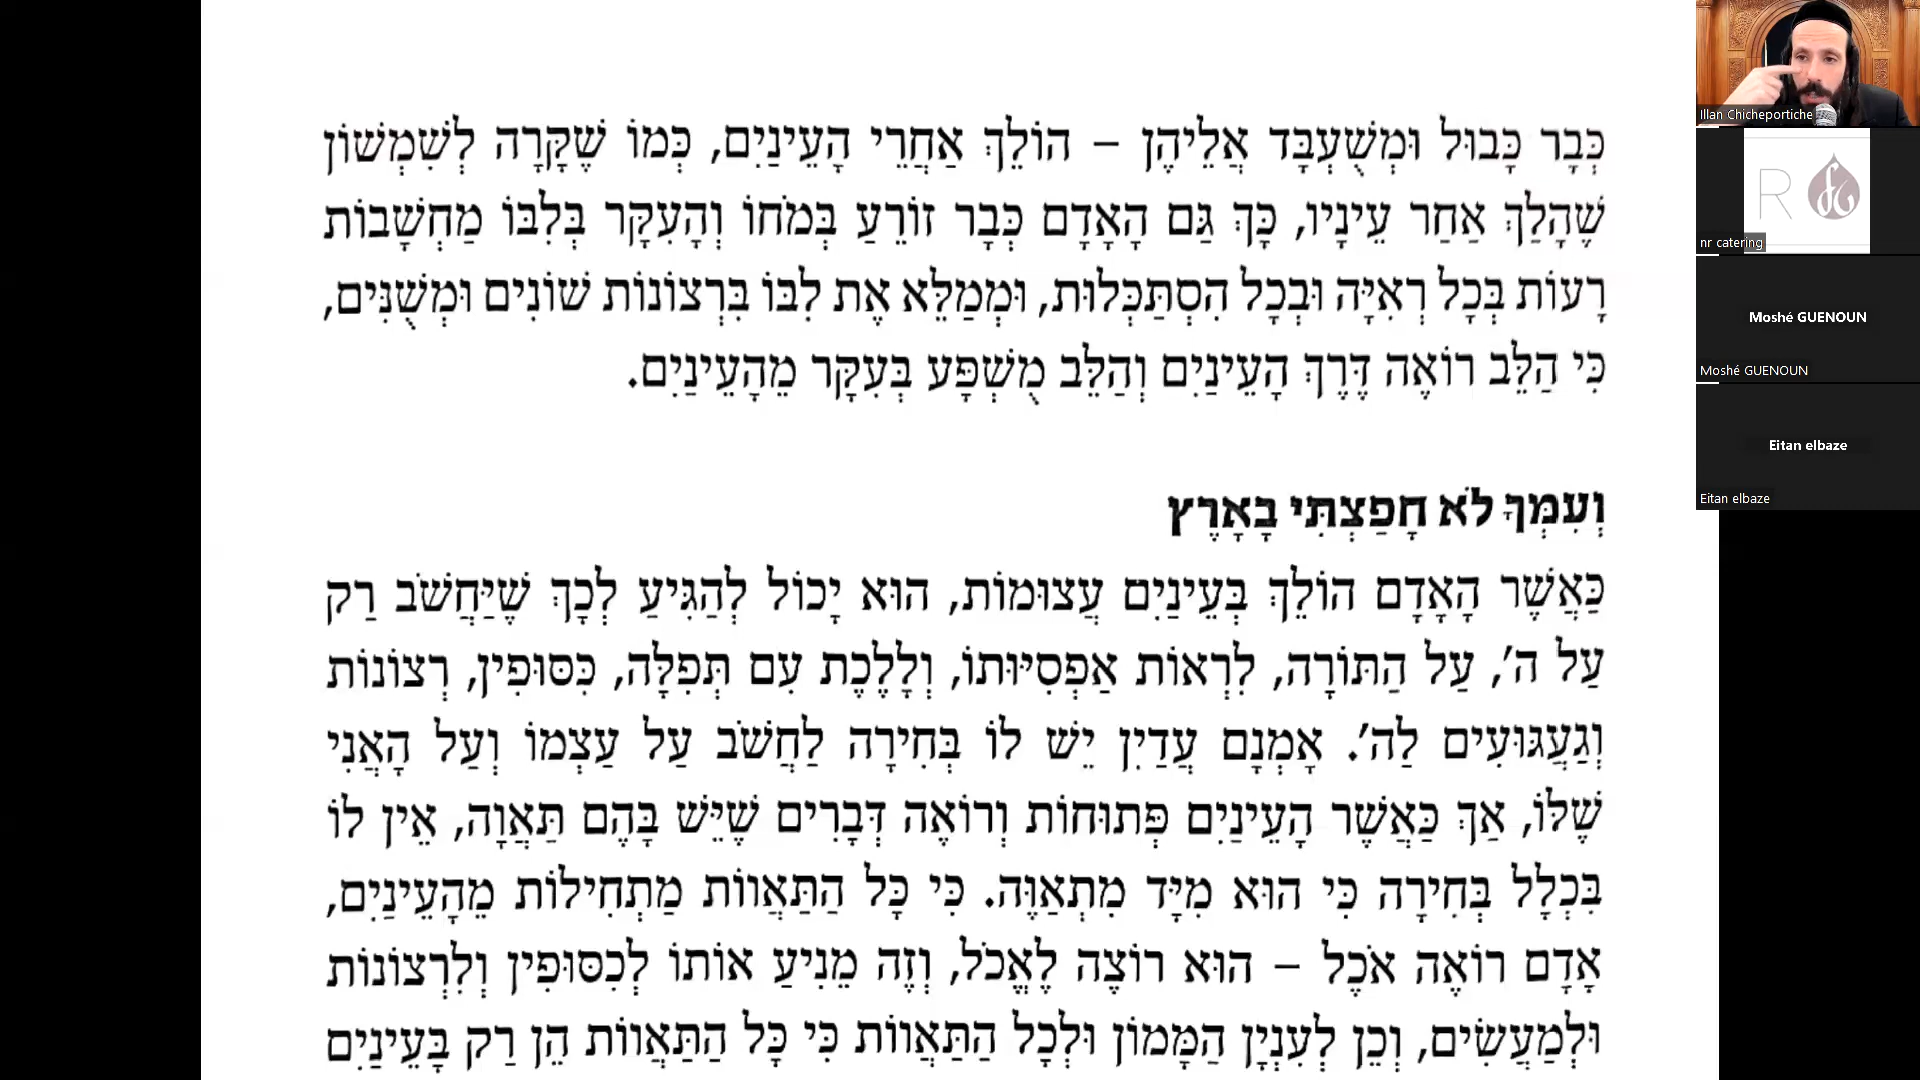 כְּבָר כָּבוּל וּמְשֻׁעְבָּד אֲלֵיהֶן – הוֹלֵךְ אַחֲרֵי הָעֵינַיִם, כְּמוֹ שֶׁקָּרָה לְשִׁמְשׁוֹן
שֶׁהָלַךְ אַחַר עֵינָיו, כָּךְ גַּם הָאָדָם כְּבָר זוֹרֵעַ בְּמֹחוֹ וְהָעִקָּר בְּלִבּוֹ מַחְשָׁבוֹת
רָעוֹת בְּכָל רְאִיָּה וּבְכָל הִסְתַּכְּלוּת, וּמְמַלֵּא אֶת לִבּוֹ בִּרְצוֹנוֹת שׁוֹנִים וּמְשֻׁנִּים,
כִּי הַלֵּב רוֹאֶה דֶּרֶךְ הָעֵינַיִם וְהַלֵּב מֻשְׁפָּע בְּעִקָּר מֵהָעֵינַיִם.
וְעִמְּךָ לֹא חָפַצְתִּי בָאָרֶץ
כַּאֲשֶׁר הָאָדָם הוֹלֵךְ בְּעֵינַיִם עֲצוּמוֹת, הוּא יָכוֹל לְהַגִּיעַ לְכָךְ שֶׁיַּחֲשֹׁב רַק
עַל ה', עַל הַתּוֹרָה, לִרְאוֹת אַפְסִיּוּתוֹ, וְלָלֶכֶת עִם תְּפִלָּה, כִּסּוּפִין, רְצוֹנוֹת
וְגַעֲגּוּעִים לַה'. אָמְנָם עֲדַיִן יֵשׁ לוֹ בְּחִירָה לַחֲשֹׁב עַל עַצְמוֹ וְעַל הָאֲנִי
שֶׁלּוֹ, אַךְ כַּאֲשֶׁר הָעֵינַיִם פְּתוּחוֹת וְרוֹאֶה דְּבָרִים שֶׁיֵּשׁ בָּהֶם תַּאֲוָה, אֵין לוֹ
בִּכְלָל בְּחִירָה כִּי הוּא מִיָּד מִתְאַוֶּה. כִּי כָּל הַתַּאֲווֹת מַתְחִילוֹת מֵהָעֵינַיִם,
אָדָם רוֹאֶה אֹכֶל – הוּא רוֹצֶה לֶאֱכֹל, וְזֶה מֵנִיעַ אוֹתוֹ לְכִסּוּפִין וְלִרְצוֹנוֹת
וּלְמַעֲשִׂים, וְכֵן לְעִנְיַן הַמָּמוֹן וּלְכָל הַתַּאֲווֹת כִּי כָּל הַתַּאֲווֹת הֵן רַק בָּעֵינַיִם
Illan Chicheportiche
R
nr catering
Moshé GUENOUN
Moshé GUENOUN
Eitan elbaze
Eitan elbaze